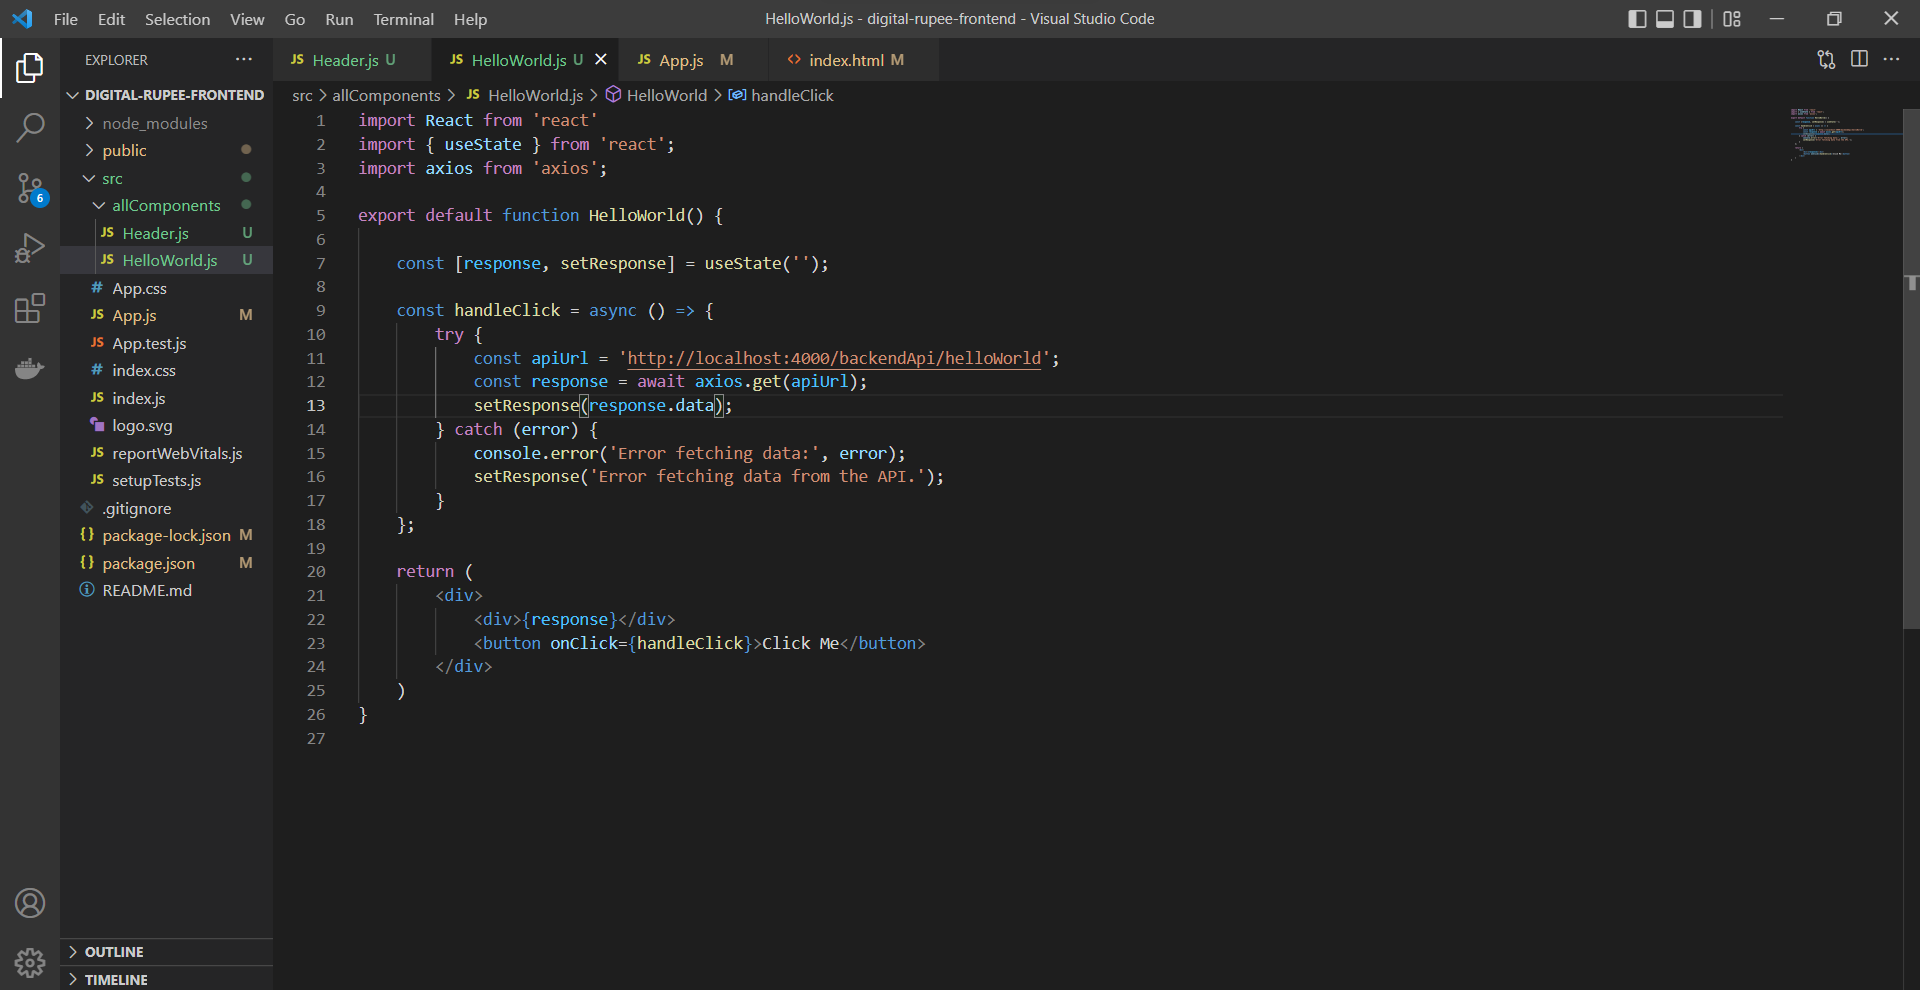 File Edit Selection View Go Run Terminal Help HelloWorld.js - digital-rupee-frontend - Visual Studio Code
EXPLORER ...
JS Header.js U JS HelloWorld.js U JS App.js M <> index.html M
DIGITAL-RUPEE-FRONTEND
node_modules
public
src
allComponents
JS Header.js U
JS HelloWorld.js U
# App.css
JS App.js M
JS App.test.js
# index.css
JS index.js
logo.svg
JS reportWebVitals.js
JS setupTests.js
.gitignore
{} package-lock.json M
{} package.json M
README.md
6
OUTLINE
TIMELINE
src > allComponents > JS HelloWorld.js > HelloWorld > handleClick
1 import React from 'react'
2 import { useState } from 'react';
3 import axios from 'axios';
4
5 export default function HelloWorld() {
6
7 const [response, setResponse] = useState('');
8
9 const handleClick = async () => {
10 try {
11 const apiUrl = 'http://localhost:4000/backendApi/helloWorld';
12 const response = await axios.get(apiUrl);
13 setResponse(response.data);
14 } catch (error) {
15 console.error('Error fetching data:', error);
16 setResponse('Error fetching data from the API.');
17 }
18 };
19
20 return (
21 <div>
22 <div>{response}</div>
23 <button onClick={handleClick}>Click Me</button>
24 </div>
25 )
26 }
27